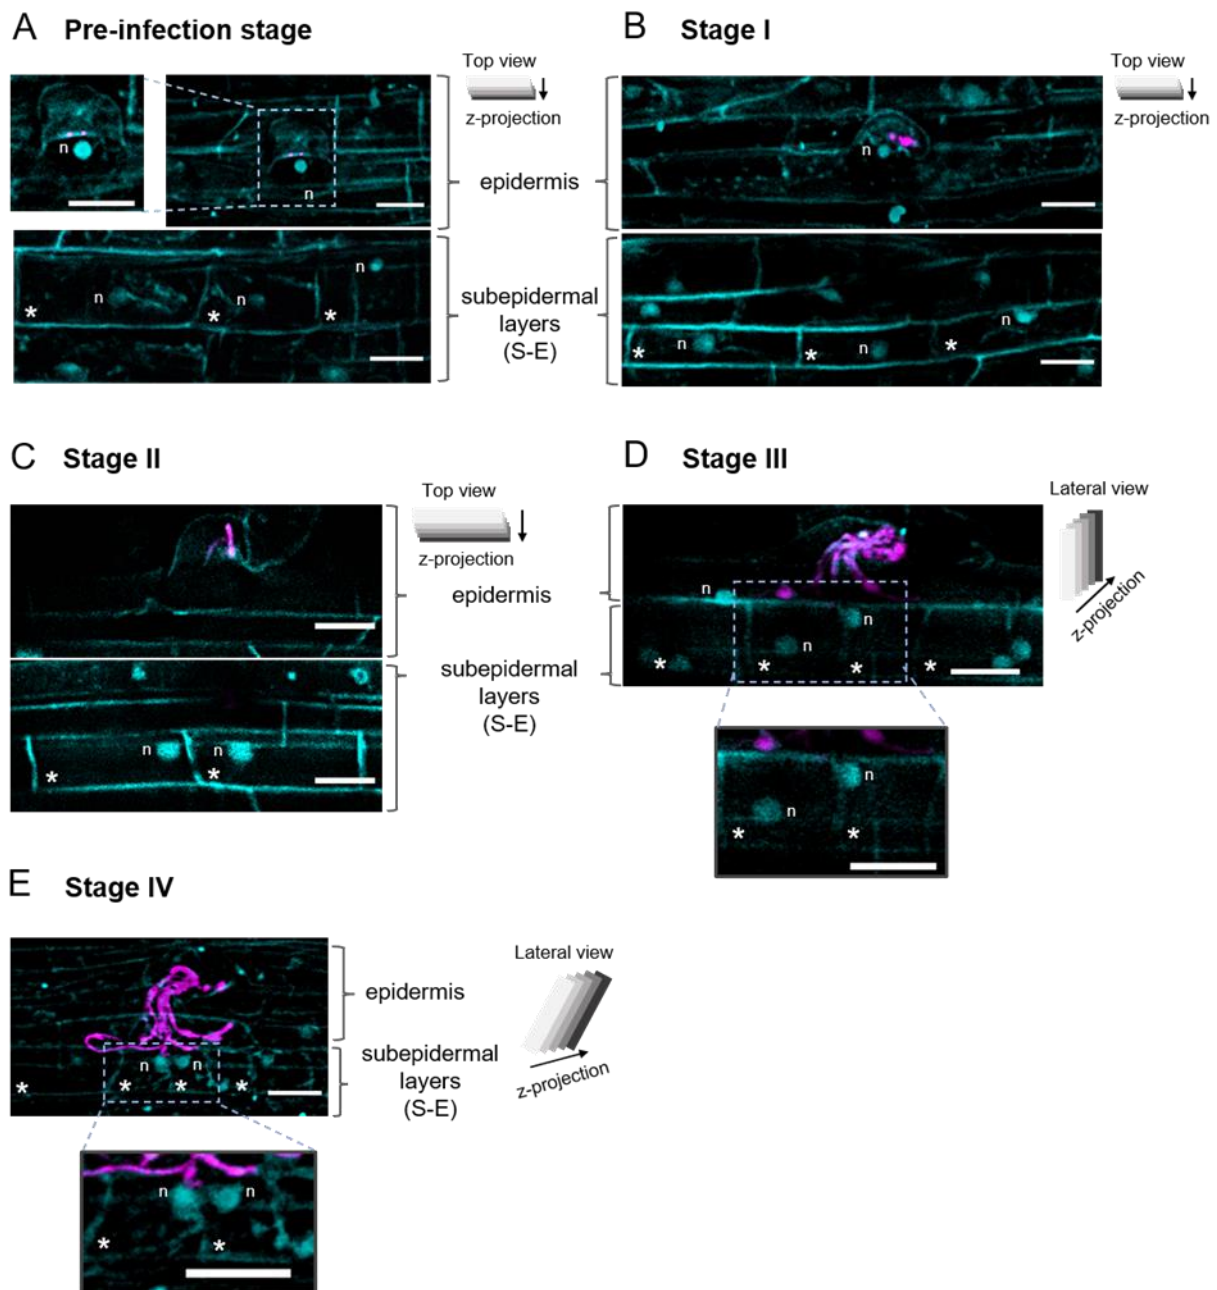 A Pre-infection stage
Top view
z-projection
n
n
epidermis
n
n
n
*
*
*
subepidermal
layers
(S-E)
B Stage I
Top view
z-projection
n
n
n
n
*
*
*
C Stage II
Top view
z-projection
epidermis
n
n
*
*
subepidermal
layers
(S-E)
D Stage III
Lateral view
z-projection
n
n
n
*
*
*
*
n
n
*
*
E Stage IV
Lateral view
z-projection
epidermis
n
n
*
*
*
*
subepidermal
layers
(S-E)
n
n
*
*